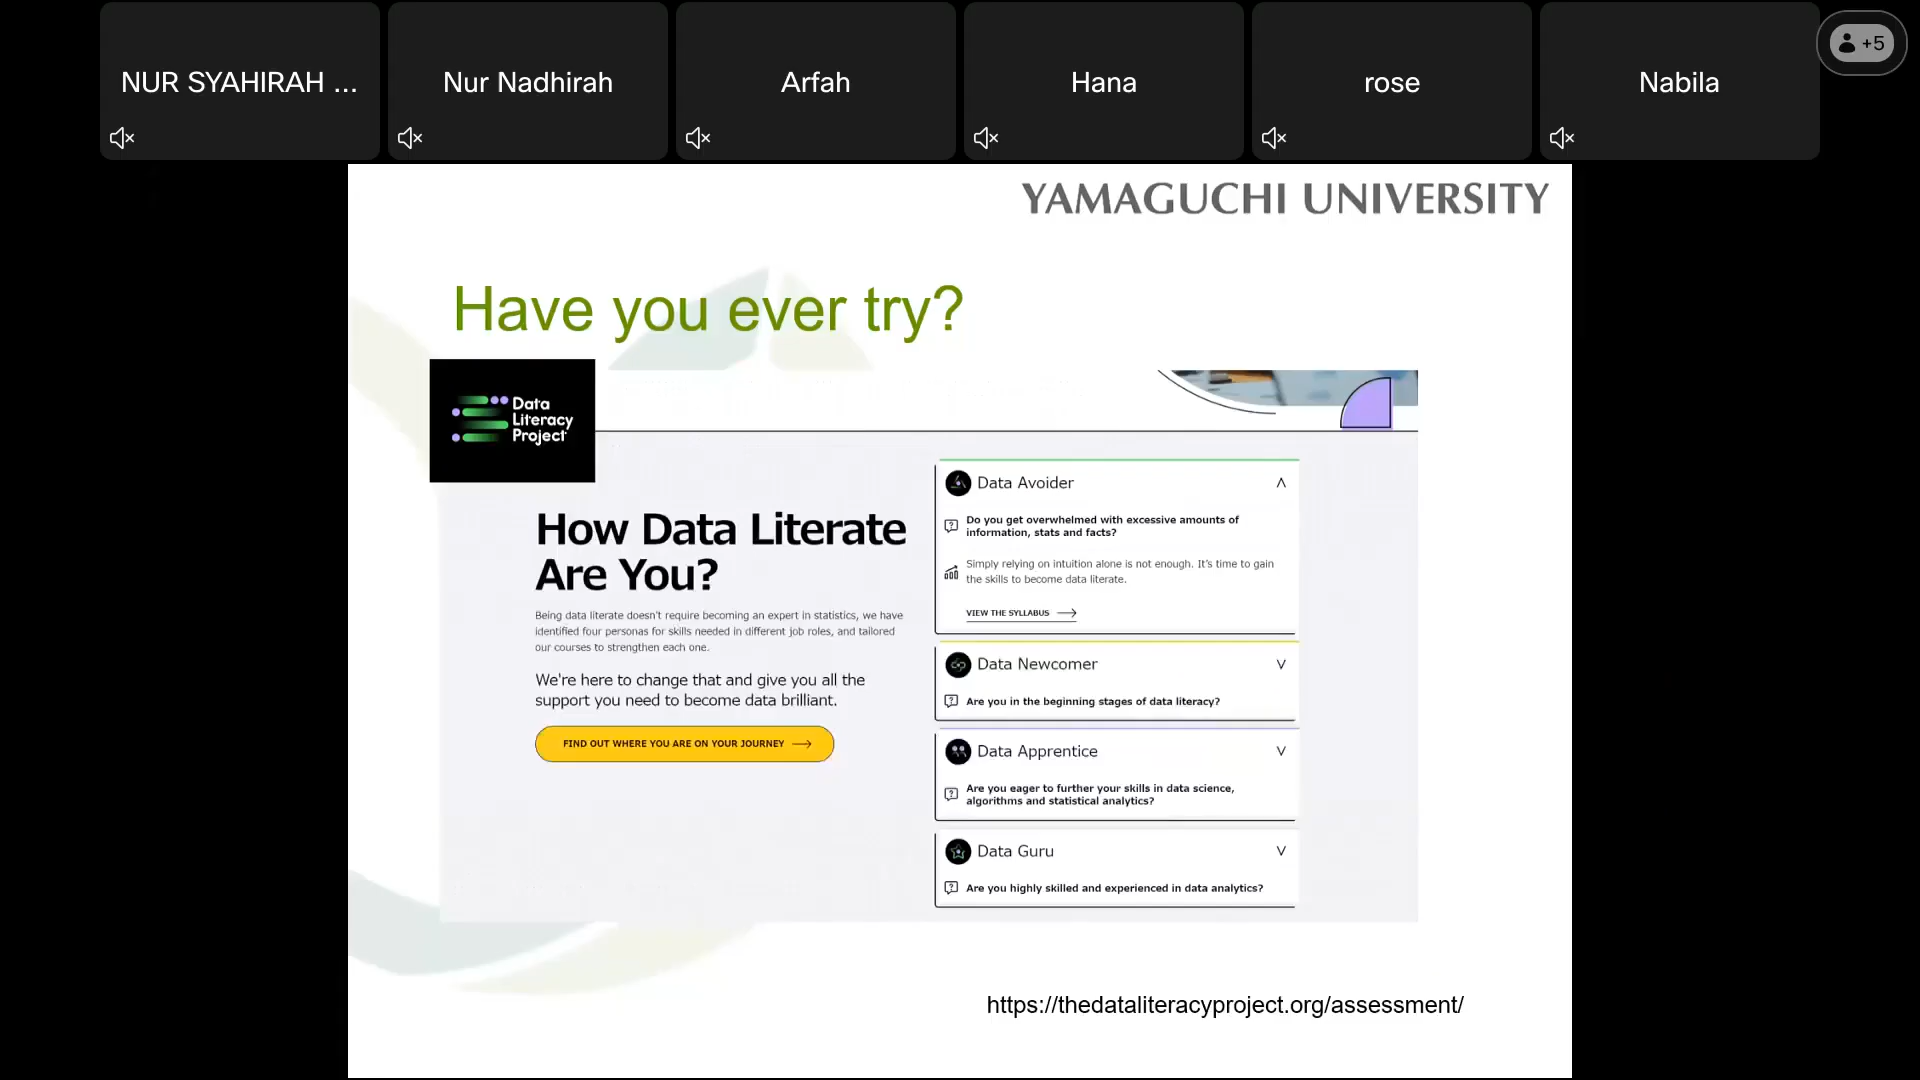 NUR SYAHIRAH ...
Nur Nadhirah
Arfah
Hana
rose
Nabila
+5
YAMAGUCHI UNIVERSITY
Have you ever try?
Data
Literacy
Project
How Data Literate
Are You?
Being data literate doesn't require becoming an expert in statistics, we have
identified four personas for skills needed in different job roles, and tailored
our courses to strengthen each one.
We're here to change that and give you all the
support you need to become data brilliant.
FIND OUT WHERE YOU ARE ON YOUR JOURNEY
Data Avoider
Do you get overwhelmed with excessive amounts of
information, stats and facts?
Simply relying on intuition alone is not enough. It's time to gain
the skills to become data literate.
VIEW THE SYLLABUS
Data Newcomer
Are you in the beginning stages of data literacy?
Data Apprentice
Are you eager to further your skills in data science,
algorithms and statistical analytics?
Data Guru
Are you highly skilled and experienced in data analytics?
https://thedataliteracyproject.org/assessment/